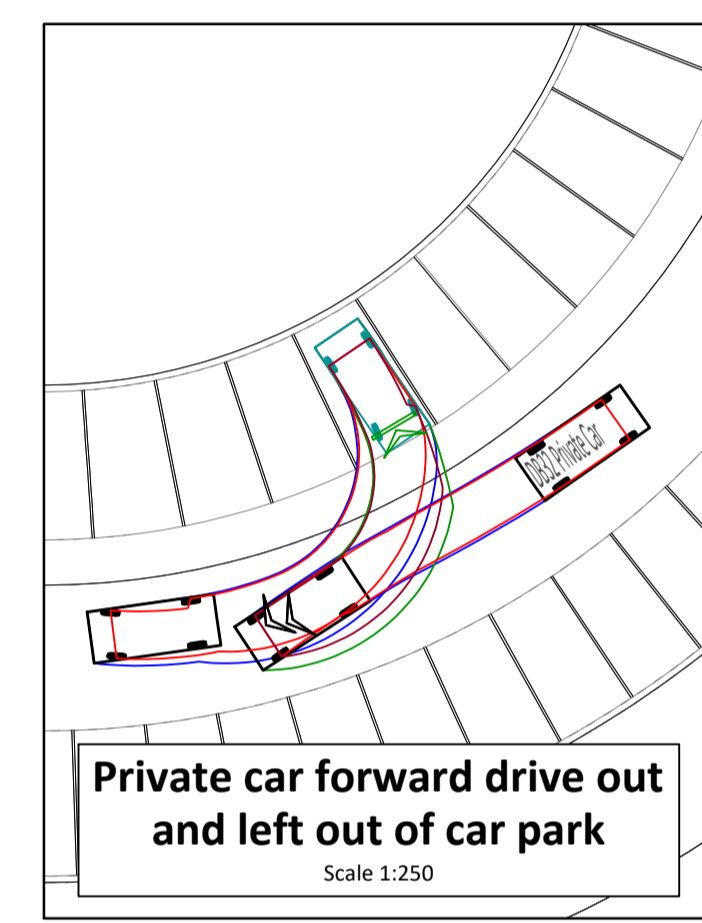 DB32 Private Car
Private car forward drive out
and left out of car park
Scale 1:250